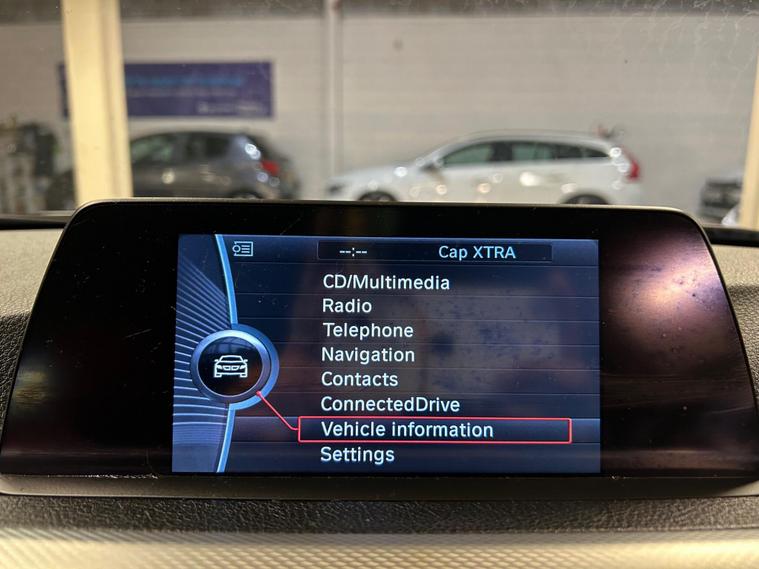 --:-- Cap XTRA
CD/Multimedia
Radio
Telephone
Navigation
Contacts
ConnectedDrive
Vehicle information
Settings